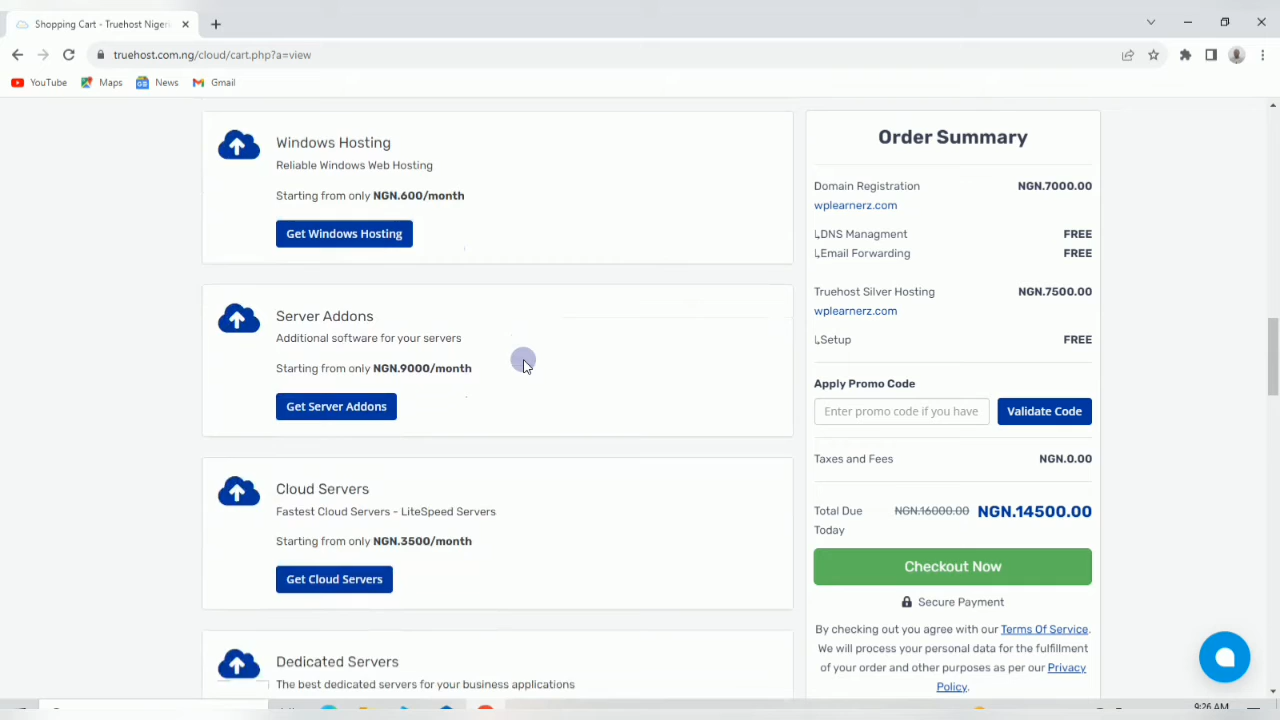 Shopping Cart - Truehost Nigeri
truehost.com.ng/cloud/cart.php?a=view
YouTube
Maps
News
Gmail
Windows Hosting
Reliable Windows Web Hosting
Starting from only NGN.600/month
Get Windows Hosting
Server Addons
Additional software for your servers
Starting from only NGN.9000/month
Get Server Addons
Cloud Servers
Fastest Cloud Servers - LiteSpeed Servers
Starting from only NGN.3500/month
Get Cloud Servers
Dedicated Servers
The best dedicated servers for your business applications
Order Summary
Domain Registration NGN.7000.00
wplearnerz.com
DNS Managment FREE
Email Forwarding FREE
Truehost Silver Hosting NGN.7500.00
wplearnerz.com
Setup FREE
Apply Promo Code
Enter promo code if you have
Validate Code
Taxes and Fees NGN.0.00
Total Due NGN.16000.00 NGN.14500.00
Today
Checkout Now
Secure Payment
By checking out you agree with our Terms Of Service.
We will process your personal data for the fulfillment
of your order and other purposes as per our Privacy
Policy.
9:26 AM